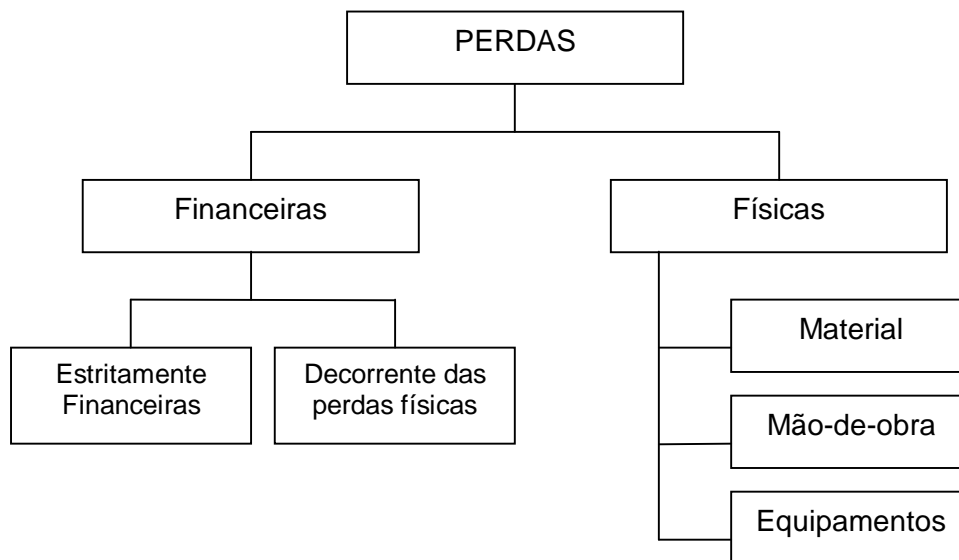 PERDAS
Financeiras
Físicas
Estritamente
Financeiras
Decorrente das
perdas físicas
Material
Mão-de-obra
Equipamentos